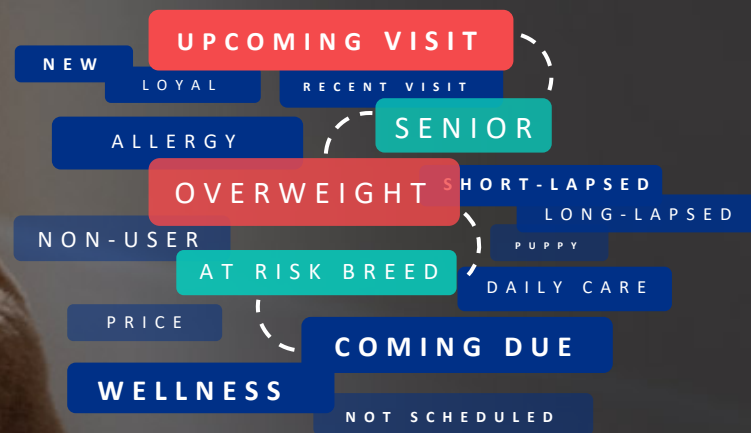 UPCOMING VISIT
NEW
LOYAL
RECENT VISIT
SENIOR
ALLERGY
OVERWEIGHT
SHORT-LAPSED
LONG-LAPSED
NON-USER
PUPPY
AT RISK BREED
DAILY CARE
PRICE
COMING DUE
WELLNESS
NOT SCHEDULED